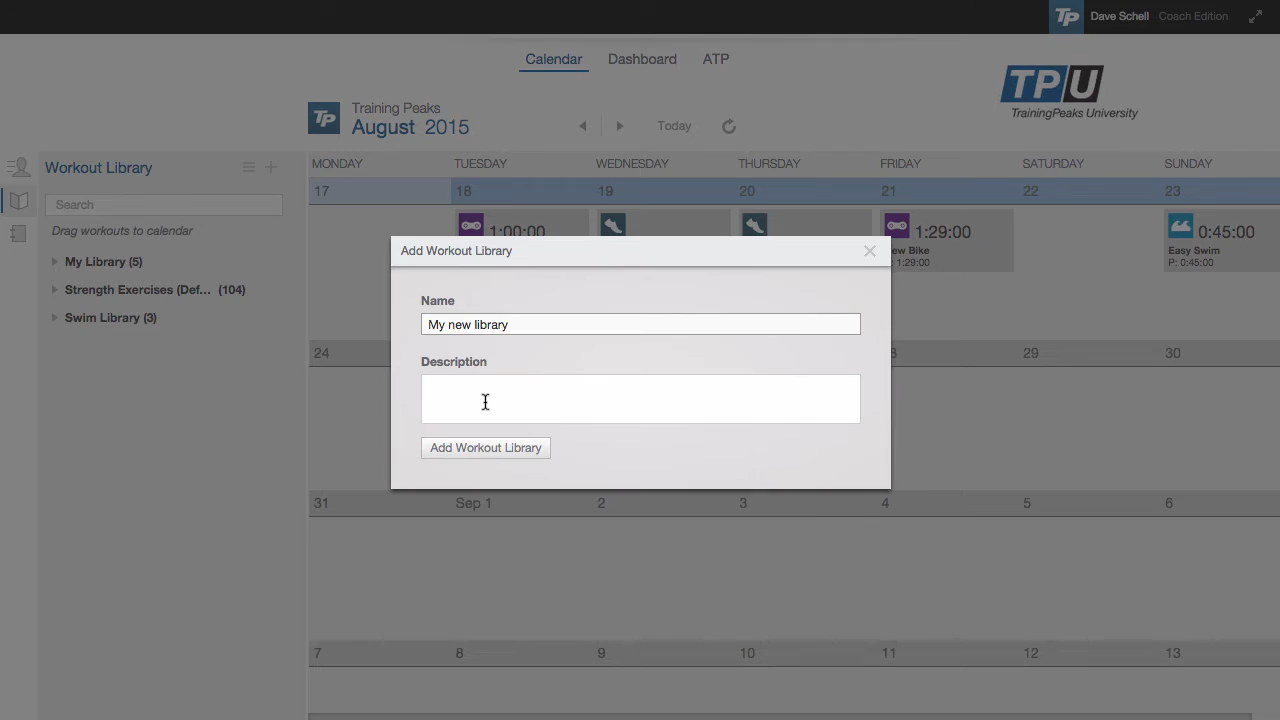 TP Dave Schell Coach Edition
Calendar Dashboard ATP
TPU
TrainingPeaks University
TP Training Peaks
August 2015
Today
Workout Library
Search
Drag workouts to calendar
My Library (5)
Strength Exercises (Def... (104)
Swim Library (3)
MONDAY TUESDAY WEDNESDAY THURSDAY FRIDAY SATURDAY SUNDAY
17 18 19 20 21 22 23
1:00:00
1:29:00
Bike
: 1:29:00
0:45:00
Easy Swim
P: 0:45:00
Add Workout Library
Name
My new library
Description
Add Workout Library
24 29 30
31 Sep 1 2 3 4 5 6
7 8 9 10 11 12 13